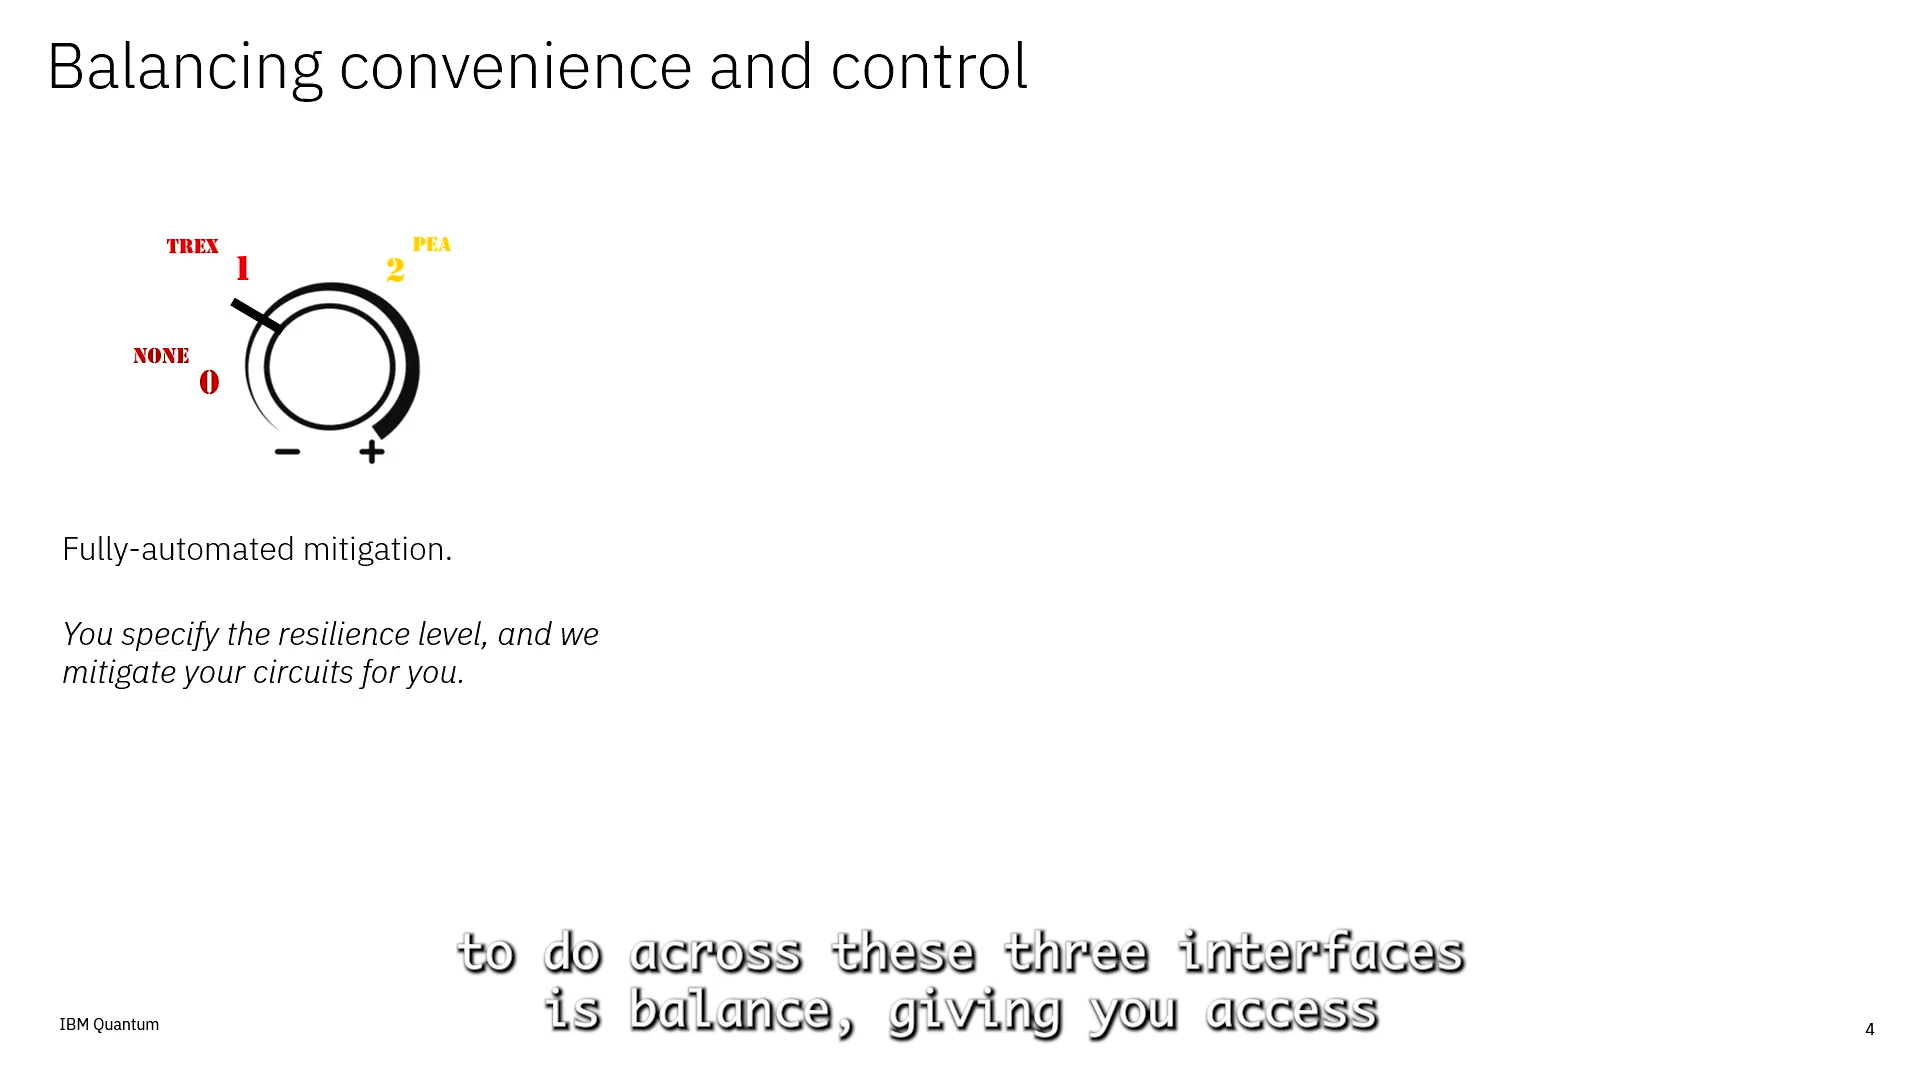 Balancing convenience and control
TREX
1
PEA
2
NONE
0
− +
Fully-automated mitigation.
You specify the resilience level, and we
mitigate your circuits for you.
to do across these three interfaces
is balance, giving you access
IBM Quantum
4